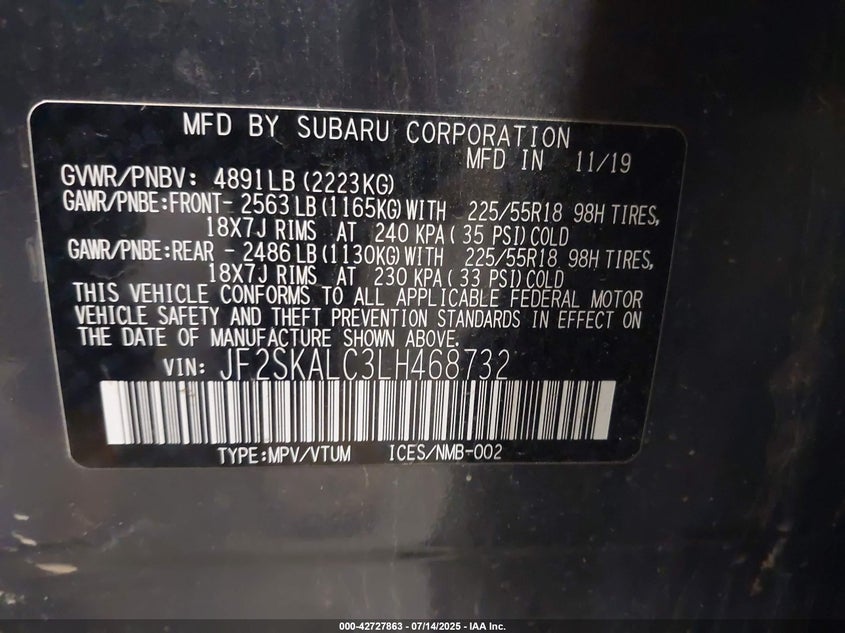 MFD BY SUBARU CORPORATION
MFD IN 11/19
GVWR/PNBV: 4891LB (2223KG)
GAWR/PNBE:FRONT- 2563LB (1165KG) WITH 225/55R18 98H TIRES,
18X7J RIMS AT 240 KPA ( 35 PSI) COLD
GAWR/PNBE:REAR - 2486LB (1130KG) WITH 225/55R18 98H TIRES,
18X7J RIMS AT 230 KPA ( 33 PSI) COLD
THIS VEHICLE CONFORMS TO ALL APPLICABLE FEDERAL MOTOR
VEHICLE SAFETY AND THEFT PREVENTION STANDARDS IN EFFECT ON
THE DATE OF MANUFACTURE SHOWN ABOVE.
VIN: JF2SKALC3LH468732
TYPE:MPV/VTUM ICES/NMB-002
000-42727863 - 07/14/2025 - IAA Inc.